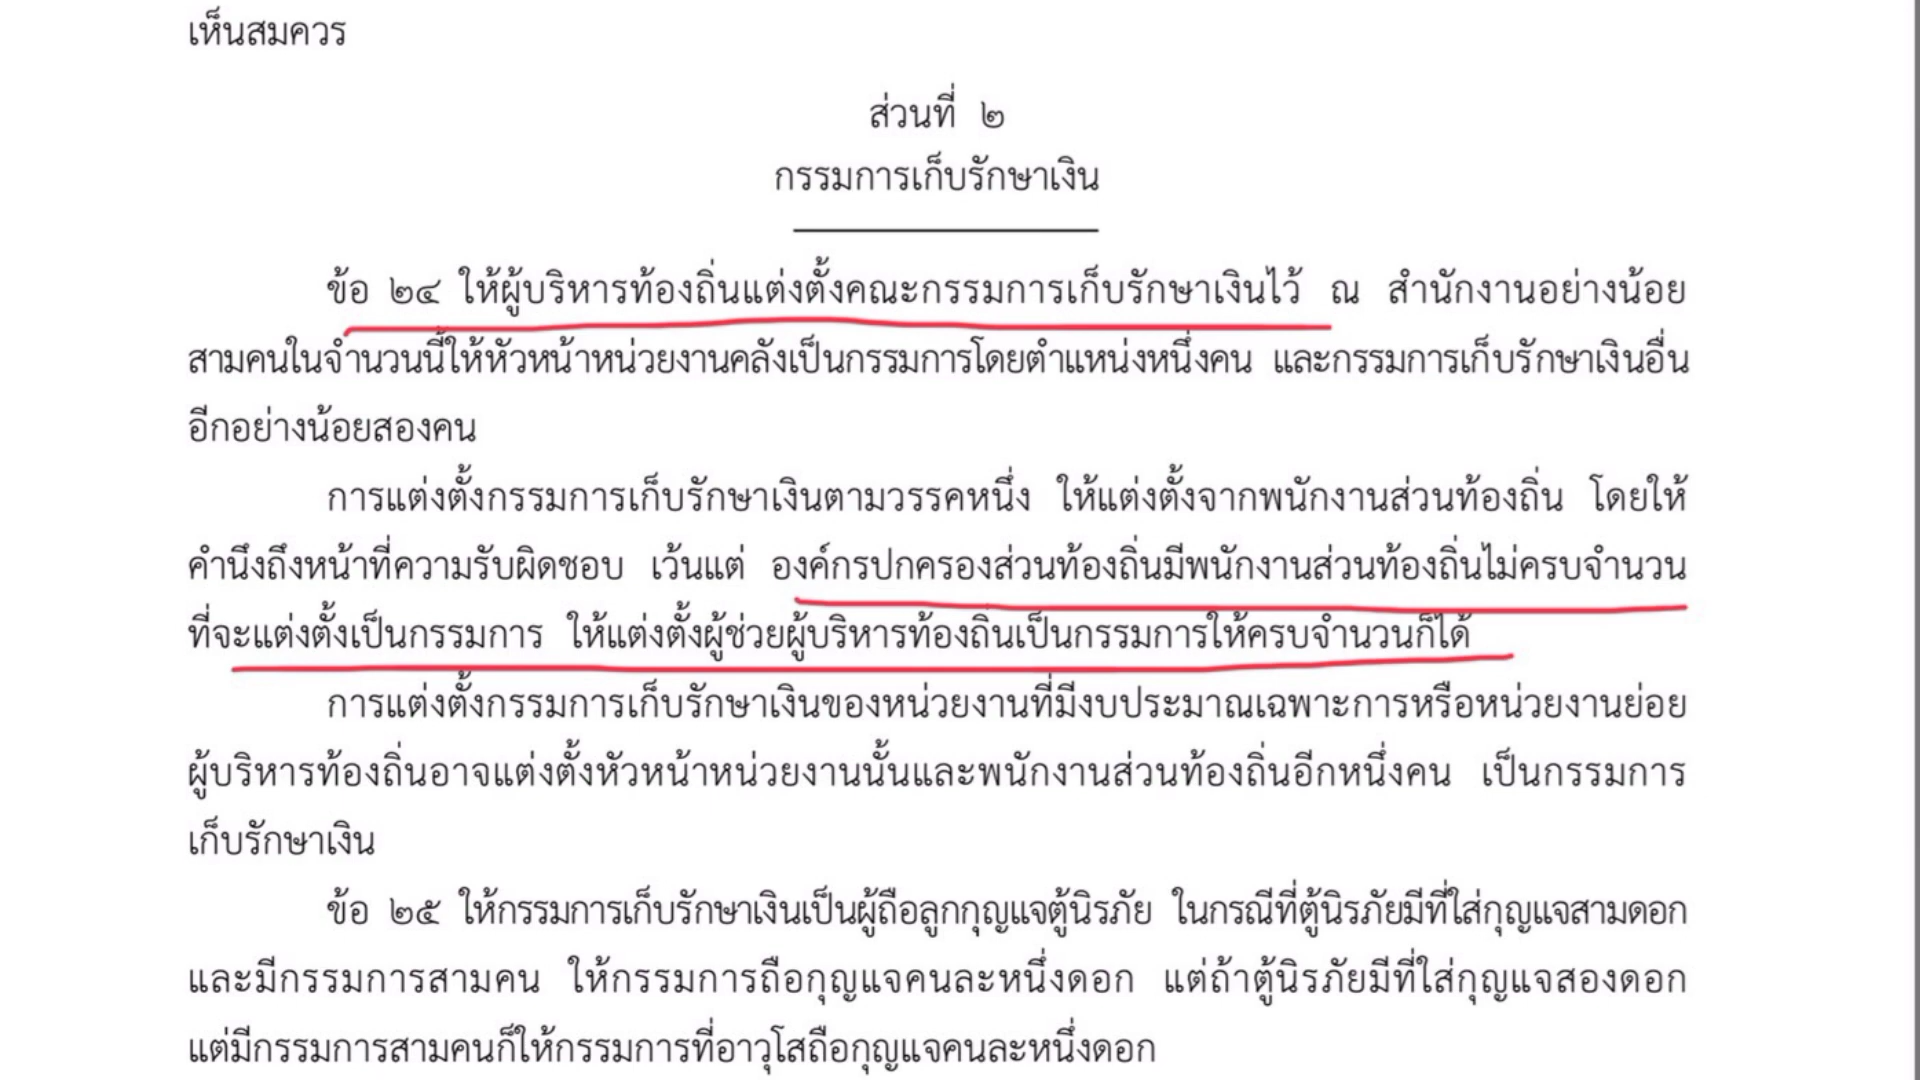 เห็นสมควร
ส่วนที่ ๒
กรรมการเก็บรักษาเงิน
ข้อ ๒๔ ให้ผู้บริหารท้องถิ่นแต่งตั้งคณะกรรมการเก็บรักษาเงินไว้ ณ สำนักงานอย่างน้อย
สามคนในจำนวนนี้ให้หัวหน้าหน่วยงานคลังเป็นกรรมการโดยตำแหน่งหนึ่งคน และกรรมการเก็บรักษาเงินอื่น
อีกอย่างน้อยสองคน
การแต่งตั้งกรรมการเก็บรักษาเงินตามวรรคหนึ่ง ให้แต่งตั้งจากพนักงานส่วนท้องถิ่น โดยให้
คำนึงถึงหน้าที่ความรับผิดชอบ เว้นแต่ องค์กรปกครองส่วนท้องถิ่นมีพนักงานส่วนท้องถิ่นไม่ครบจำนวน
ที่จะแต่งตั้งเป็นกรรมการ ให้แต่งตั้งผู้ช่วยผู้บริหารท้องถิ่นเป็นกรรมการให้ครบจำนวนก็ได้
การแต่งตั้งกรรมการเก็บรักษาเงินของหน่วยงานที่มีงบประมาณเฉพาะการหรือหน่วยงานย่อย
ผู้บริหารท้องถิ่นอาจแต่งตั้งหัวหน้าหน่วยงานนั้นและพนักงานส่วนท้องถิ่นอีกหนึ่งคน เป็นกรรมการ
เก็บรักษาเงิน
ข้อ ๒๕ ให้กรรมการเก็บรักษาเงินเป็นผู้ถือลูกกุญแจตู้นิรภัย ในกรณีที่ตู้นิรภัยมีที่ใส่กุญแจสามดอก
และมีกรรมการสามคน ให้กรรมการถือกุญแจคนละหนึ่งดอก แต่ถ้าตู้นิรภัยมีที่ใส่กุญแจสองดอก
แต่มีกรรมการสามคนก็ให้กรรมการที่อาวุโสถือกุญแจคนละหนึ่งดอก